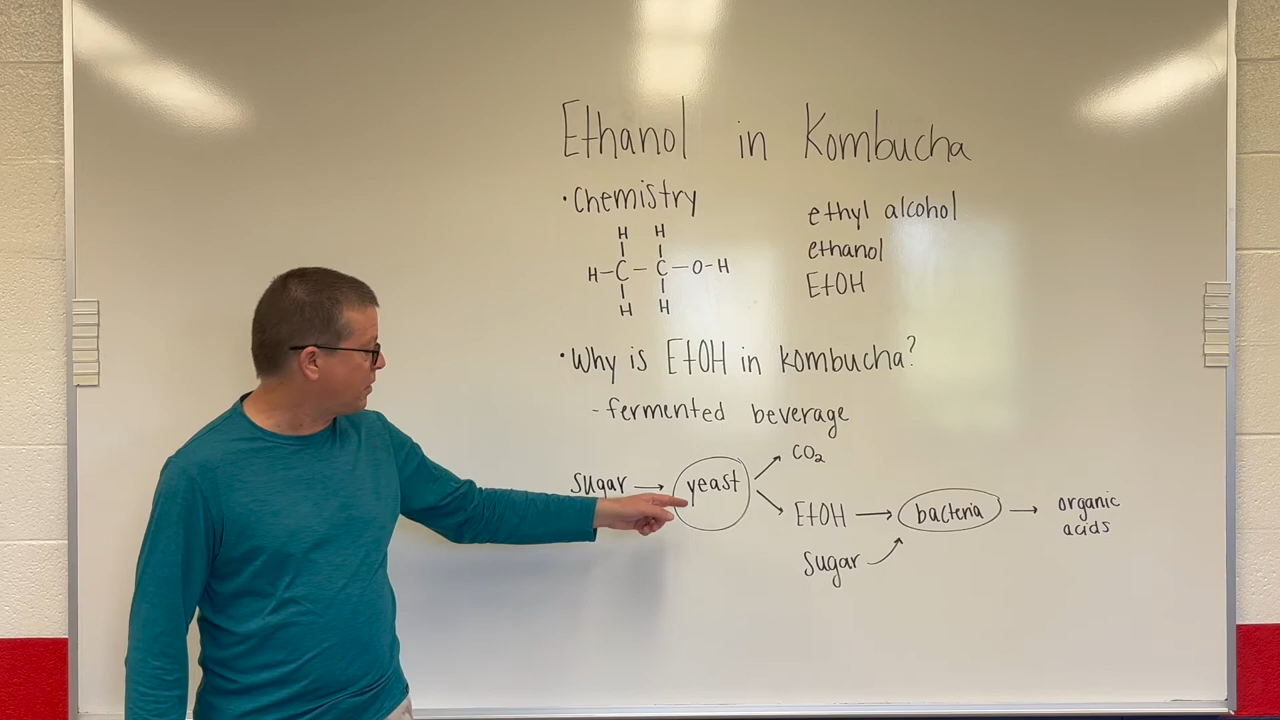 Ethanol in Kombucha
• Chemistry
ethyl alcohol
ethanol
EtOH
H H
H-C-C-O-H
H H
• Why is EtOH in kombucha?
- fermented beverage
sugar → yeast
CO₂
EtOH → bacteria → organic acids
sugar